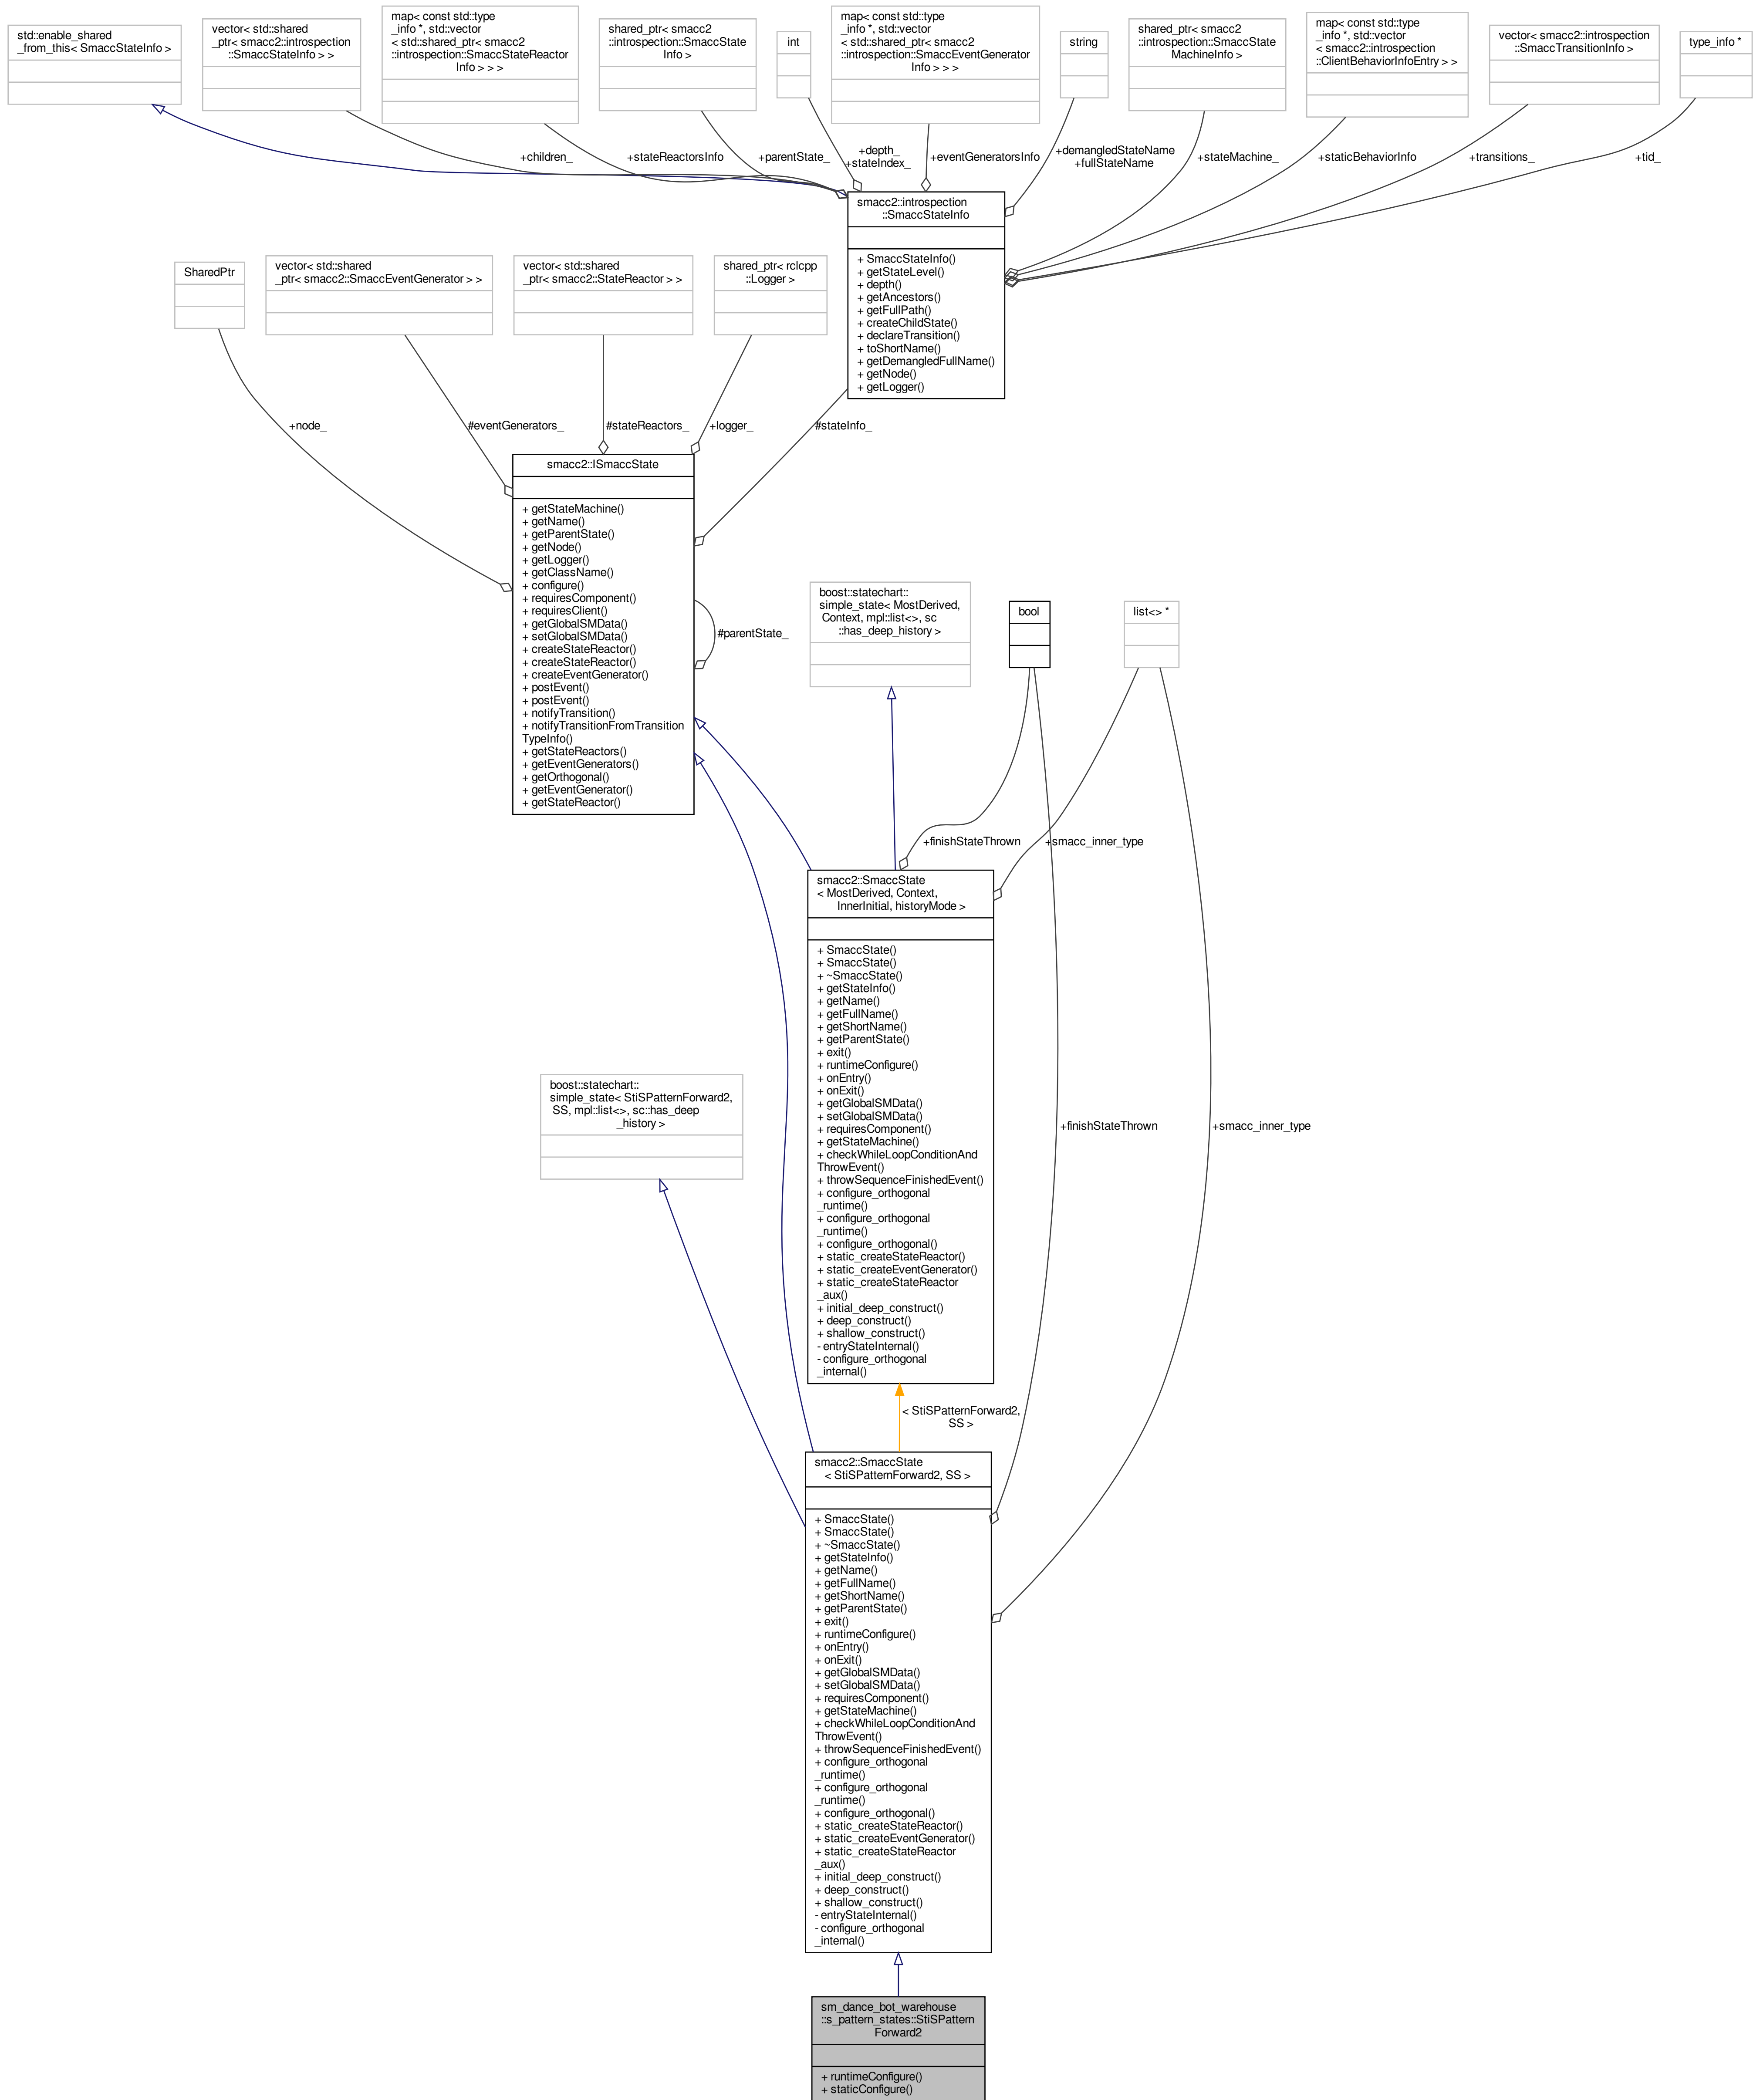 std::enable_shared
_from_this< SmaccStateInfo >
vector< std::shared
_ptr< smacc2::introspection
::SmaccStateInfo > >
map< const std::type
_info *, std::vector
< std::shared_ptr< smacc2
::introspection::SmaccStateReactor
Info > > >
shared_ptr< smacc2
::introspection::SmaccState
Info >
int
map< const std::type
_info *, std::vector
< std::shared_ptr< smacc2
::introspection::SmaccEventGenerator
Info > > >
string
shared_ptr< smacc2
::introspection::SmaccState
MachineInfo >
map< const std::type
_info *, std::vector
< smacc2::introspection
::ClientBehaviorInfoEntry > >
vector< smacc2::introspection
::SmaccTransitionInfo >
type_info *
+children_
+stateReactorsInfo
+parentState_
+depth_
+stateIndex_
+eventGeneratorsInfo
+demangledStateName
+fullStateName
+stateMachine_
+staticBehaviorInfo
+transitions_
+tid_
smacc2::introspection
::SmaccStateInfo
+ SmaccStateInfo()
+ getStateLevel()
+ depth()
+ getAncestors()
+ getFullPath()
+ createChildState()
+ declareTransition()
+ toShortName()
+ getDemangledFullName()
+ getNode()
+ getLogger()
SharedPtr
vector< std::shared
_ptr< smacc2::SmaccEventGenerator > >
vector< std::shared
_ptr< smacc2::StateReactor > >
shared_ptr< rclcpp
::Logger >
+node_
#eventGenerators_
#stateReactors_
+logger_
#stateInfo_
smacc2::ISmaccState
+ getStateMachine()
+ getName()
+ getParentState()
+ getNode()
+ getLogger()
+ getClassName()
+ configure()
+ requiresComponent()
+ requiresClient()
+ getGlobalSMData()
+ setGlobalSMData()
+ createStateReactor()
+ createStateReactor()
+ createEventGenerator()
+ postEvent()
+ postEvent()
+ notifyTransition()
+ notifyTransitionFromTransition
TypeInfo()
+ getStateReactors()
+ getEventGenerators()
+ getOrthogonal()
+ getEventGenerator()
+ getStateReactor()
#parentState_
boost::statechart::
simple_state< MostDerived,
Context, mpl::list<>, sc
::has_deep_history >
bool
list<> *
+finishStateThrown
+smacc_inner_type
smacc2::SmaccState
< MostDerived, Context,
InnerInitial, historyMode >
+ SmaccState()
+ SmaccState()
+ ~SmaccState()
+ getStateInfo()
+ getName()
+ getFullName()
+ getShortName()
+ getParentState()
+ exit()
+ runtimeConfigure()
+ onEntry()
+ onExit()
+ getGlobalSMData()
+ setGlobalSMData()
+ requiresComponent()
+ getStateMachine()
+ checkWhileLoopConditionAnd
ThrowEvent()
+ throwSequenceFinishedEvent()
+ configure_orthogonal
_runtime()
+ configure_orthogonal
_runtime()
+ configure_orthogonal()
+ static_createStateReactor()
+ static_createEventGenerator()
+ static_createStateReactor
_aux()
+ initial_deep_construct()
+ deep_construct()
+ shallow_construct()
- entryStateInternal()
- configure_orthogonal
_internal()
boost::statechart::
simple_state< StiSPatternForward2,
SS, mpl::list<>, sc::has_deep
_history >
+finishStateThrown
+smacc_inner_type
< StiSPatternForward2,
SS >
smacc2::SmaccState
< StiSPatternForward2, SS >
+ SmaccState()
+ SmaccState()
+ ~SmaccState()
+ getStateInfo()
+ getName()
+ getFullName()
+ getShortName()
+ getParentState()
+ exit()
+ runtimeConfigure()
+ onEntry()
+ onExit()
+ getGlobalSMData()
+ setGlobalSMData()
+ requiresComponent()
+ getStateMachine()
+ checkWhileLoopConditionAnd
ThrowEvent()
+ throwSequenceFinishedEvent()
+ configure_orthogonal
_runtime()
+ configure_orthogonal
_runtime()
+ configure_orthogonal()
+ static_createStateReactor()
+ static_createEventGenerator()
+ static_createStateReactor
_aux()
+ initial_deep_construct()
+ deep_construct()
+ shallow_construct()
- entryStateInternal()
- configure_orthogonal
_internal()
sm_dance_bot_warehouse
::s_pattern_states::StiSPattern
Forward2
+ runtimeConfigure()
+ staticConfigure()